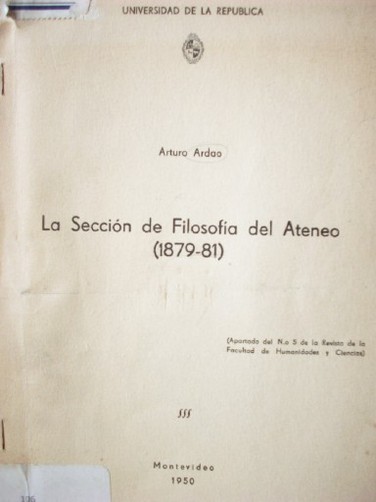 UNIVERSIDAD DE LA REPUBLICA
Arturo Ardao
La Sección de Filosofía del Ateneo
(1879-81)
(Apartado del N.o 5 de la Revista de la
Facultad de Humanidades y Ciencias)
Montevideo
1950